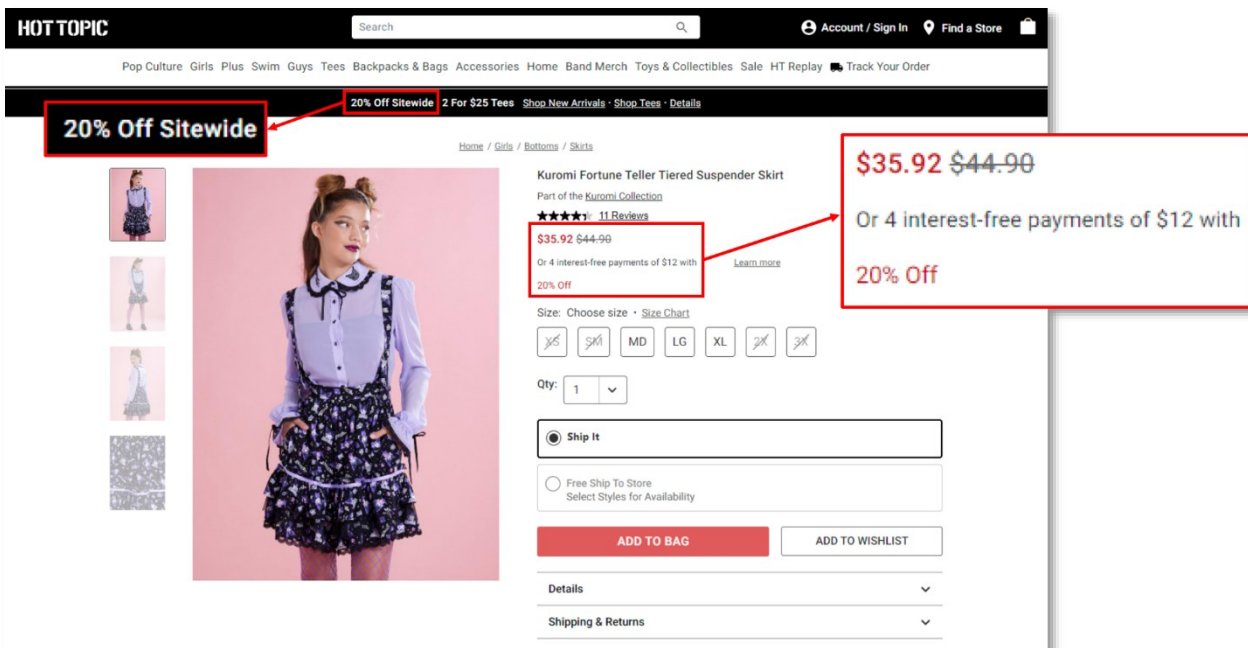 HOT TOPIC
Search
Account / Sign In
Find a Store
Pop Culture Girls Plus Swim Guys Tees Backpacks & Bags Accessories Home Band Merch Toys & Collectibles Sale HT Replay Track Your Order
20% Off Sitewide 2 For $25 Tees Shop New Arrivals · Shop Tees · Details
20% Off Sitewide
Home / Girls / Bottoms / Skirts
Kuromi Fortune Teller Tiered Suspender Skirt
Part of the Kuromi Collection
11 Reviews
$35.92 $44.90
Or 4 interest-free payments of $12 with Learn more
20% Off
$35.92 $44.90
Or 4 interest-free payments of $12 with
20% Off
Size: Choose size • Size Chart
XS SM MD LG XL 2X 3X
Qty: 1
Ship It
Free Ship To Store
Select Styles for Availability
ADD TO BAG
ADD TO WISHLIST
Details
Shipping & Returns